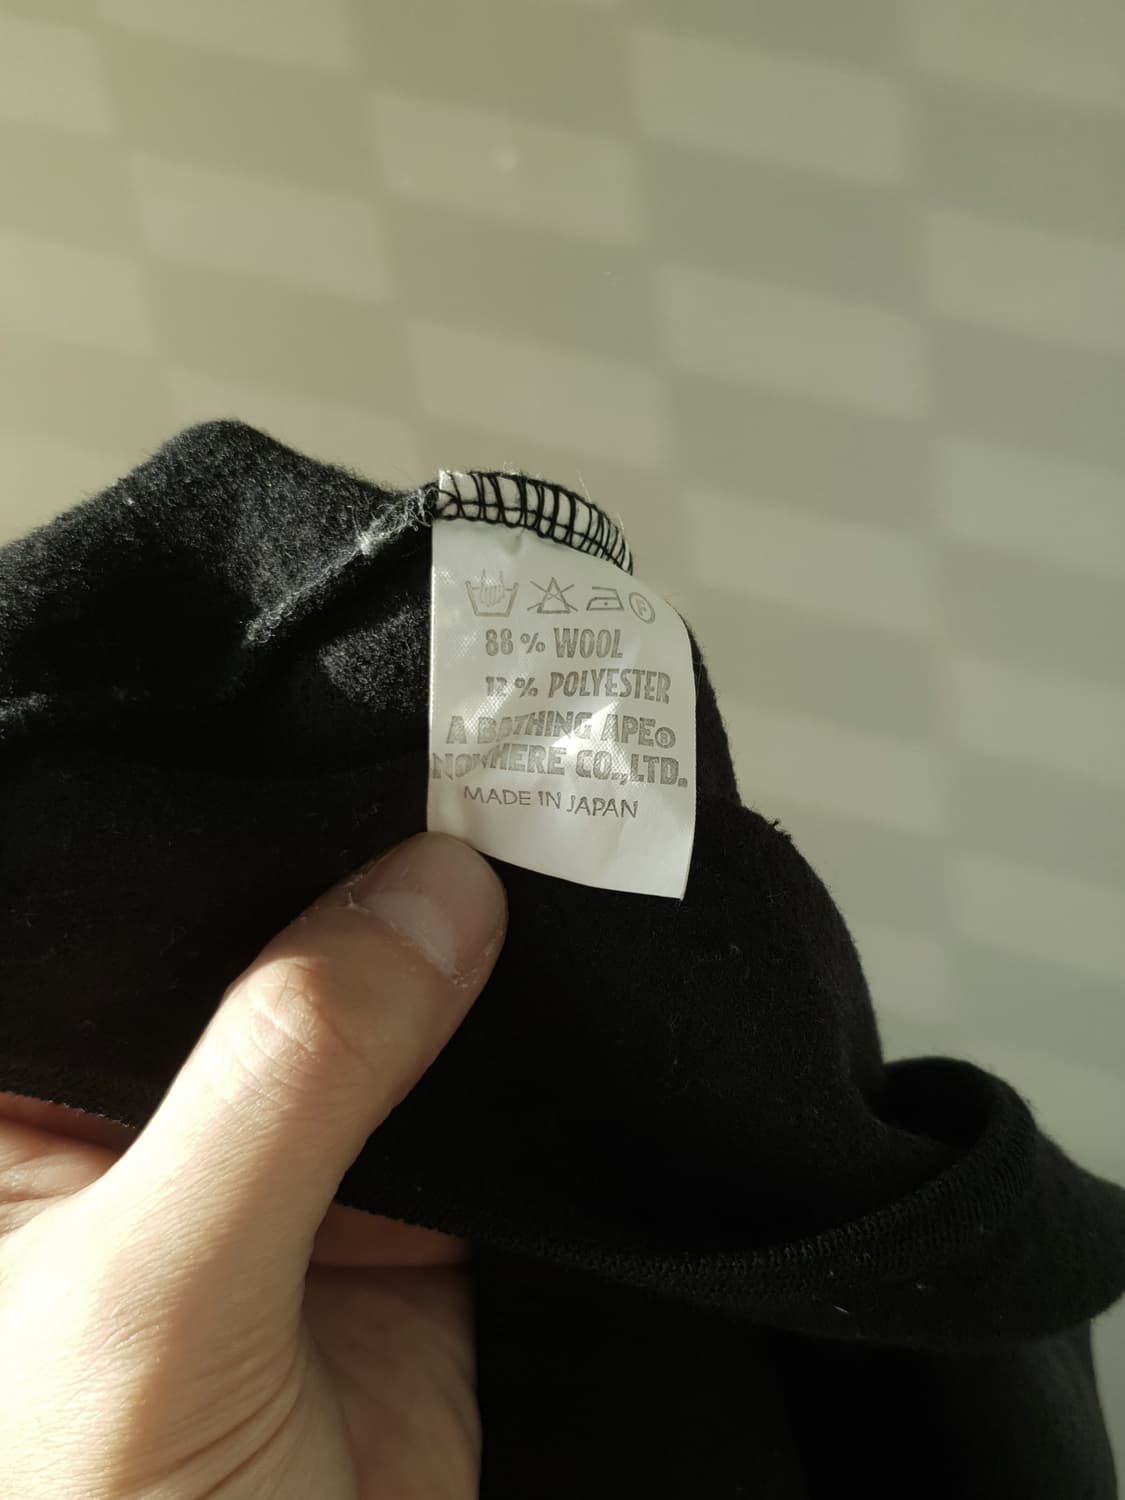 F
88 % WOOL
12 % POLYESTER
A BATHING APE®
NOWHERE CO.,LTD.
MADE IN JAPAN